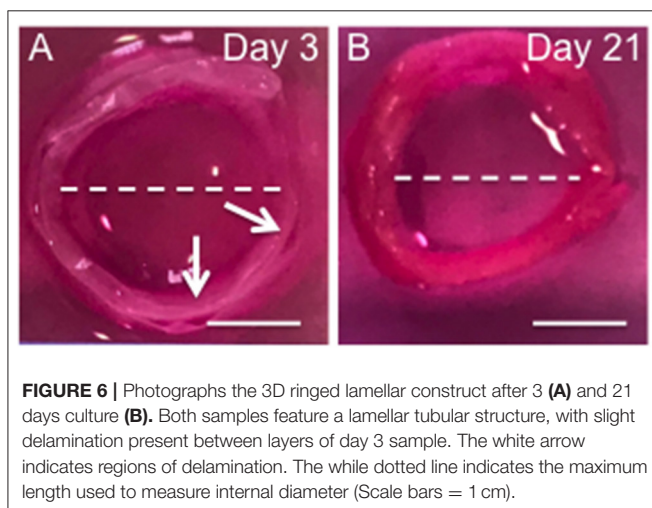 A Day 3 B Day 21
FIGURE 6 | Photographs the 3D ringed lamellar construct after 3 (A) and 21
days culture (B). Both samples feature a lamellar tubular structure, with slight
delamination present between layers of day 3 sample. The white arrow
indicates regions of delamination. The while dotted line indicates the maximum
length used to measure internal diameter (Scale bars = 1 cm).